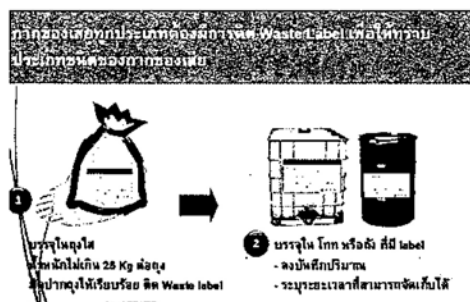 กากของเสียทุกประเภทต้องมีการติด Waste Label เพื่อให้ทราบ
ประเภทชนิดของกากของเสีย
1
บรรจุในถุงใส
น้ำหนักไม่เกิน 25 Kg ต่อถุง
มัดปากถุงให้เรียบร้อย ติด Waste label
2 บรรจุใน โทท หรือถัง ที่มี label
- ลงบันทึกปริมาณ
- ระบุระยะเวลาที่สามารถจัดเก็บได้